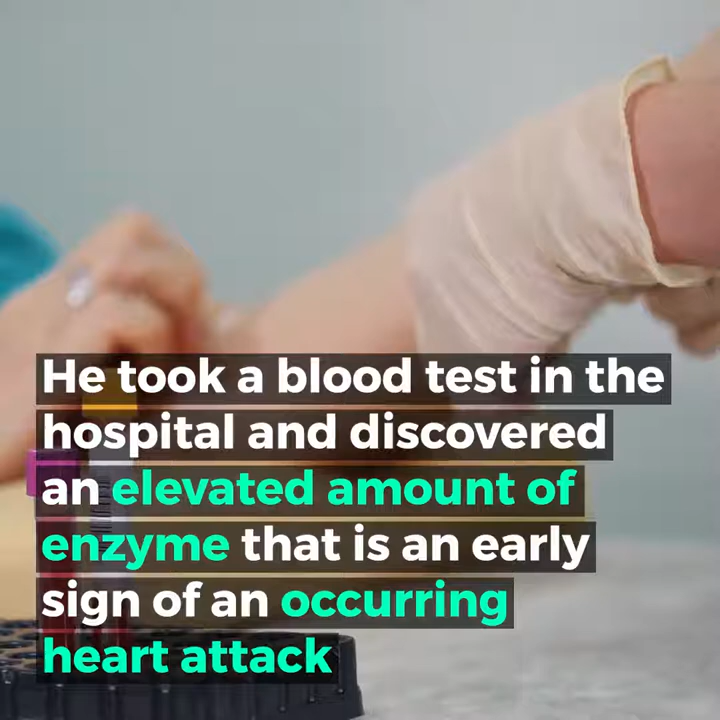 He took a blood test in the
hospital and discovered
an elevated amount of
enzyme that is an early
sign of an occurring
heart attack